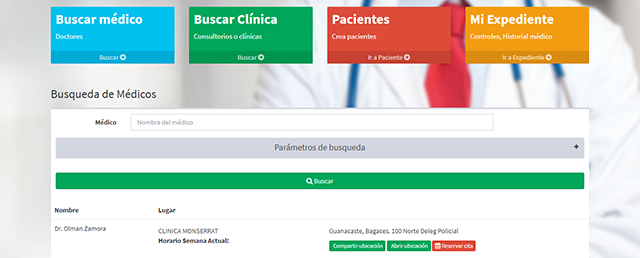 Buscar médico
Doctores
Buscar
Buscar Clínica
Consultorios o clínicas
Buscar
Pacientes
Crea pacientes
Ir a Paciente
Mi Expediente
Controles, Historial médico
Ir a Expediente
Busqueda de Médicos
Médico
Nombre del médico
Parámetros de busqueda
+
Buscar
Nombre Lugar
Dr. Olman Zamora CLINICA MONSERRAT Guanacaste, Bagaces. 100 Norte Deleg Policial
Horario Semana Actual: Compartir ubicación Abrir ubicación Reservar cita